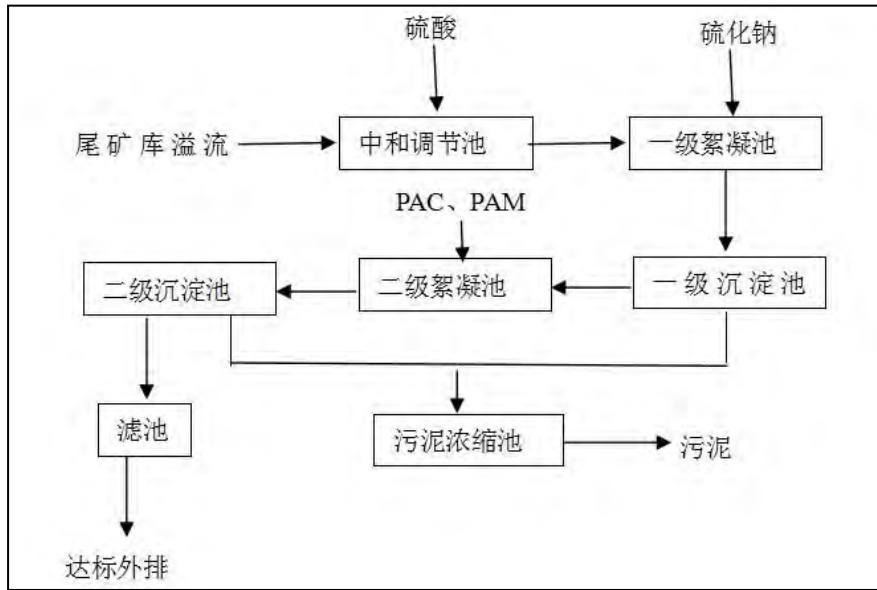 硫酸
硫化钠
尾矿库溢流
中和调节池
一级絮凝池
PAC、PAM
二级沉淀池
二级絮凝池
一级沉淀池
滤池
污泥浓缩池
污泥
达标外排